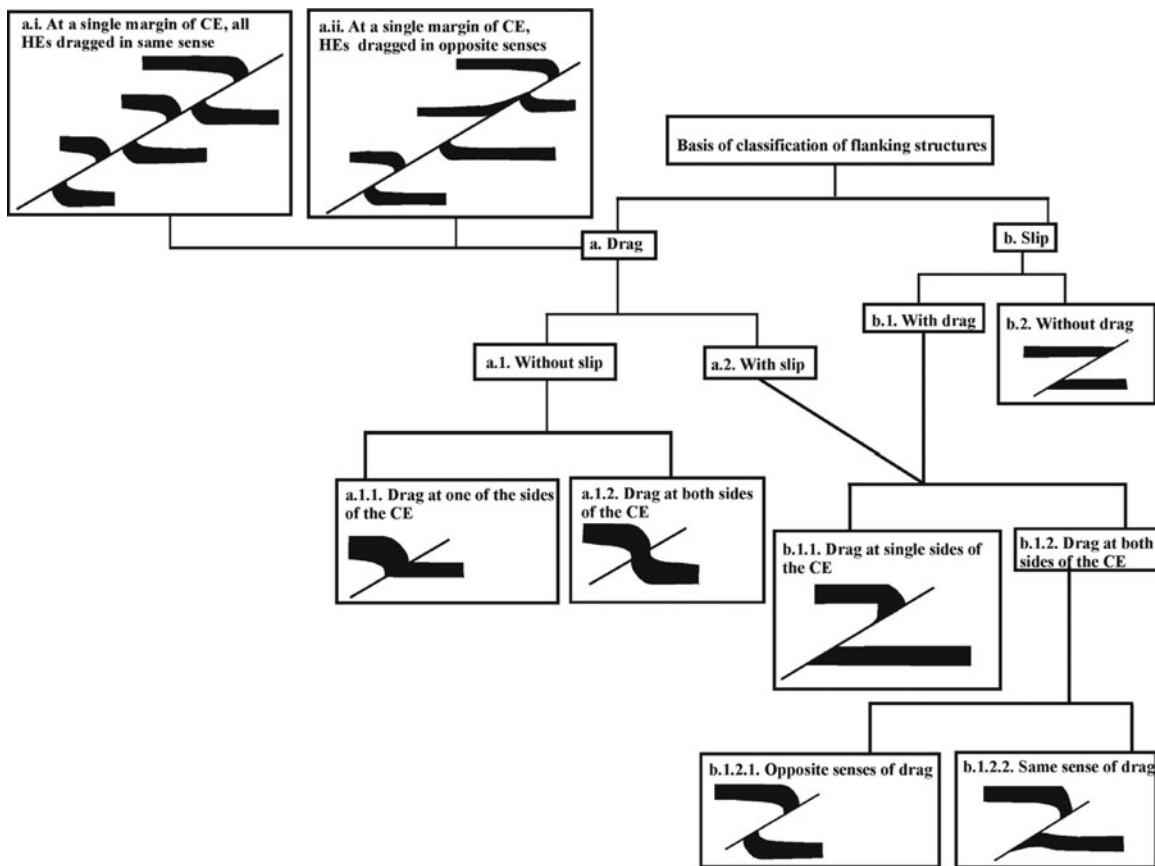 a.i. At a single margin of CE, all
HEs dragged in same sense
a.ii. At a single margin of CE,
HEs dragged in opposite senses
Basis of classification of flanking structures
a. Drag
b. Slip
b.1. With drag
b.2. Without drag
a.1. Without slip
a.2. With slip
a.1.1. Drag at one of the sides
of the CE
a.1.2. Drag at both sides
of the CE
b.1.1. Drag at single sides of
the CE
b.1.2. Drag at both
sides of the CE
b.1.2.1. Opposite senses of drag
b.1.2.2. Same sense of drag